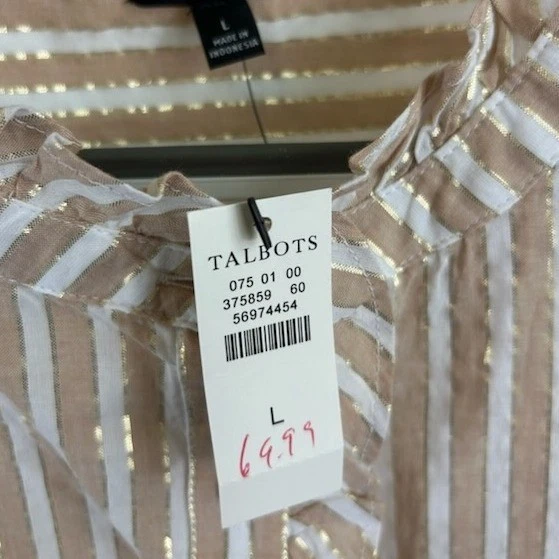 L
MADE IN
INDONESIA
TALBOTS
075 01 00
375859 60
56974454
L
69.99